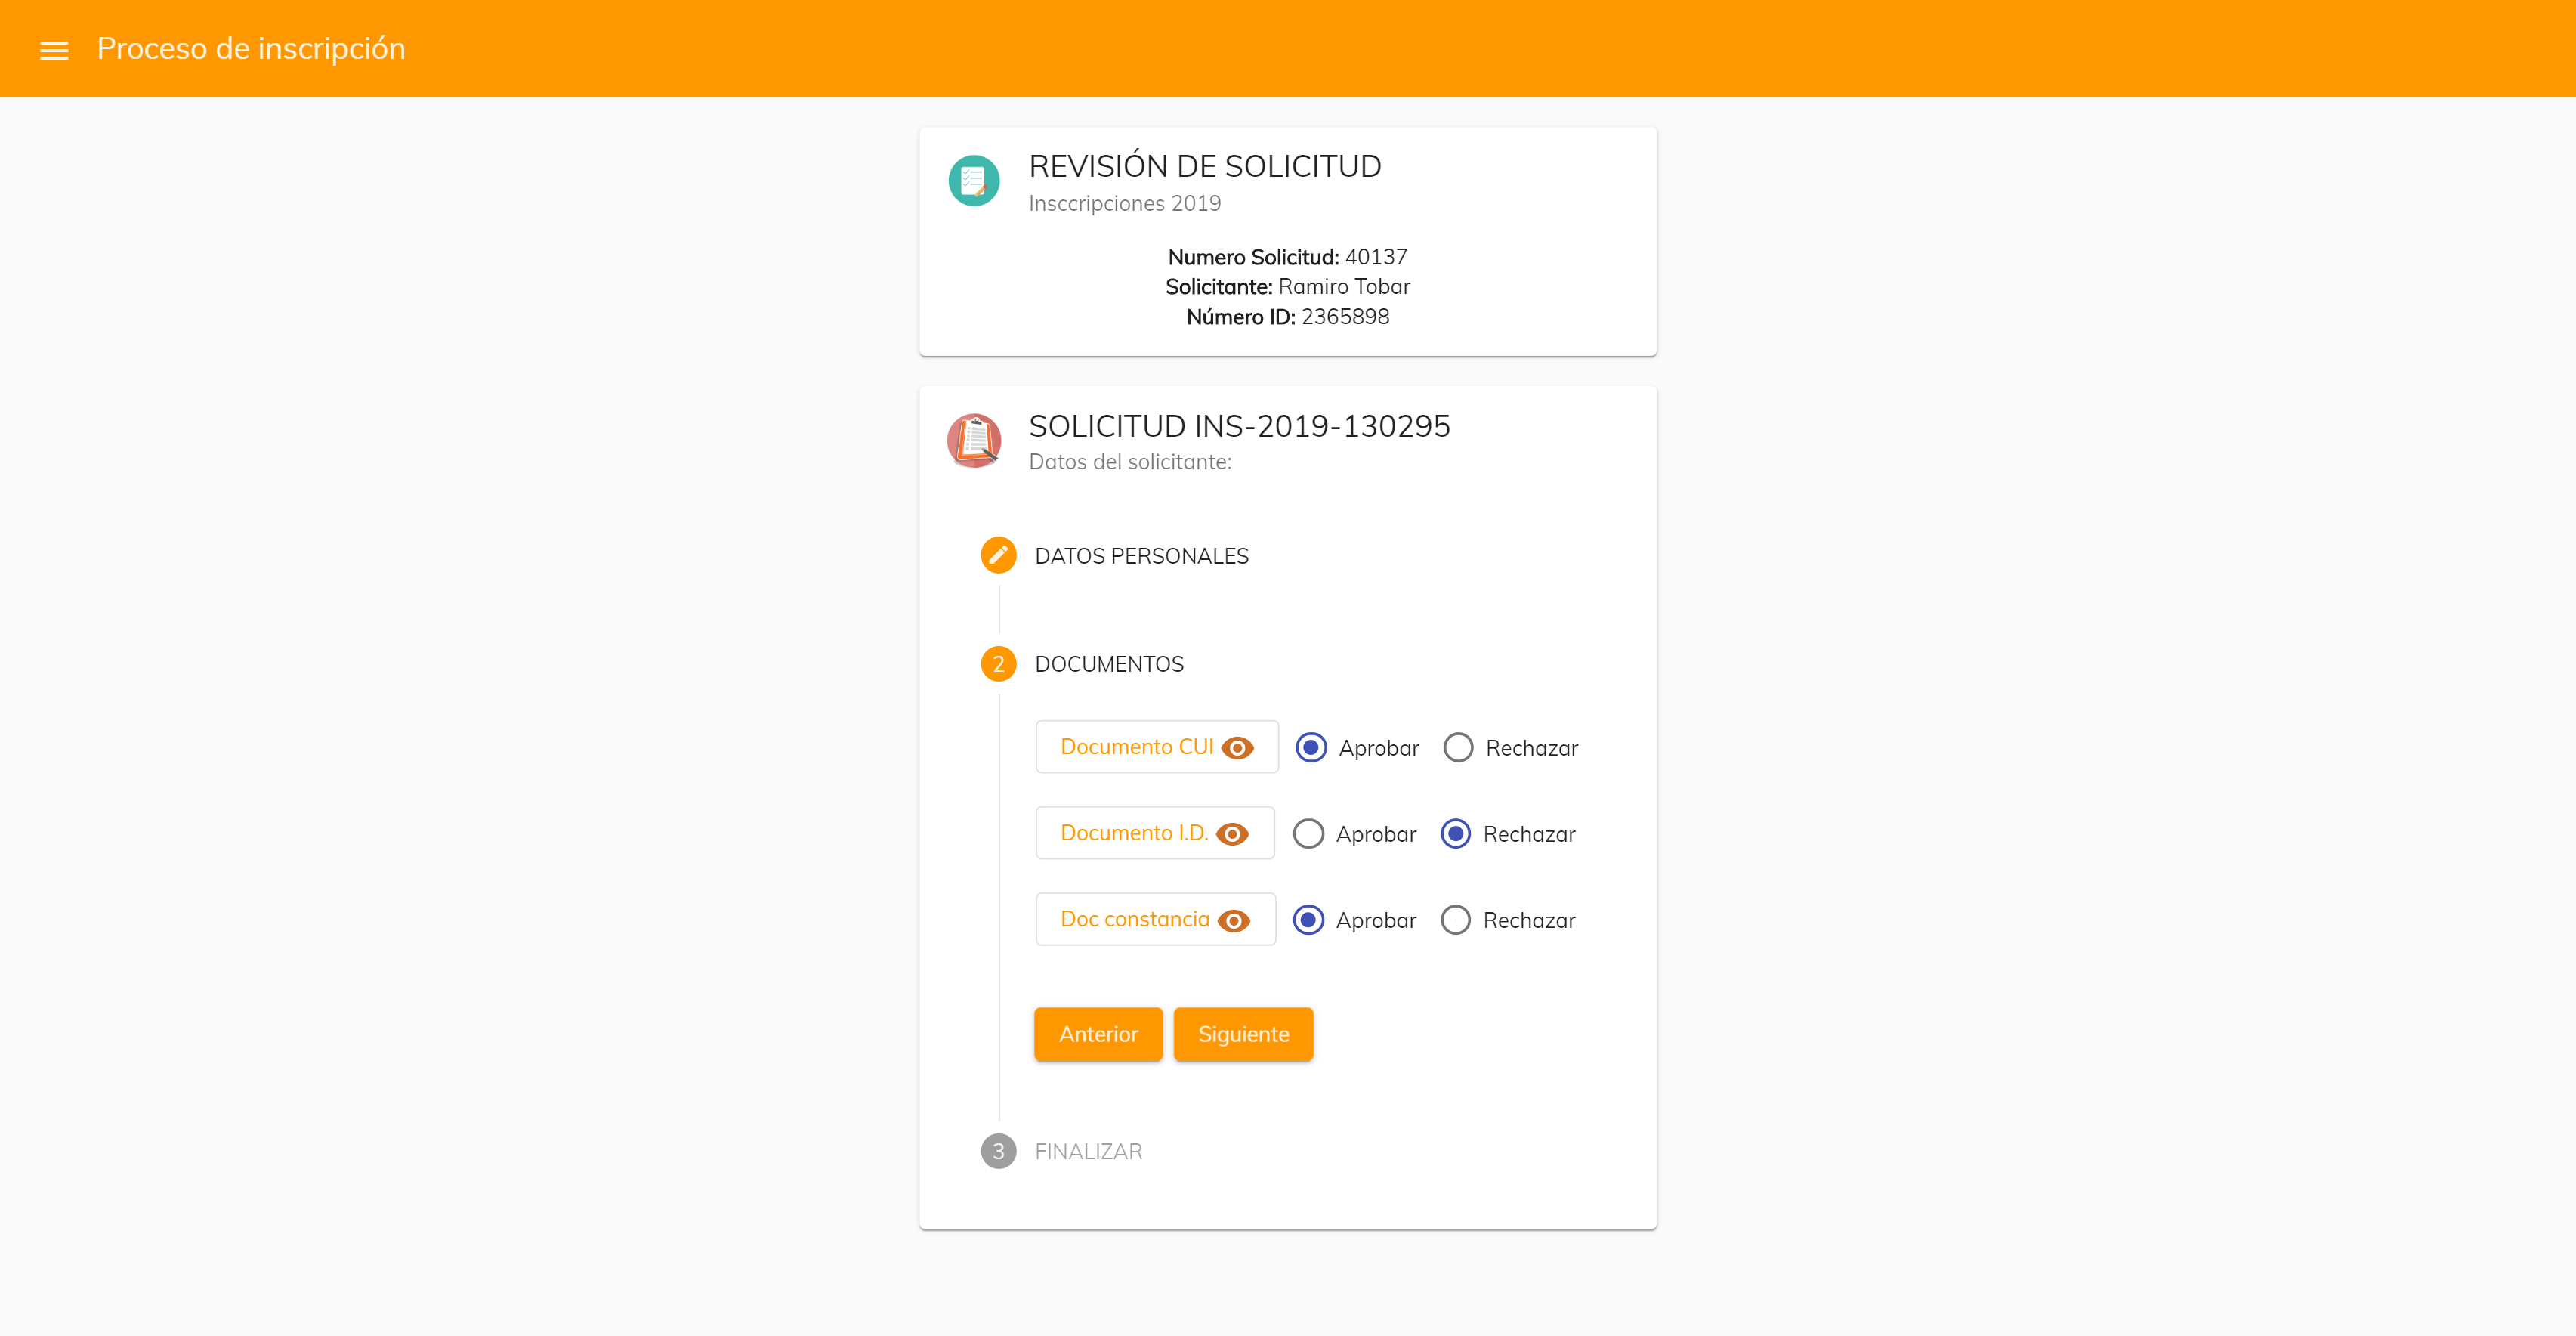 Proceso de inscripción
REVISIÓN DE SOLICITUD
Insccripciones 2019
Numero Solicitud: 40137
Solicitante: Ramiro Tobar
Número ID: 2365898
SOLICITUD INS-2019-130295
Datos del solicitante:
DATOS PERSONALES
2 DOCUMENTOS
Documento CUI Aprobar Rechazar
Documento I.D. Aprobar Rechazar
Doc constancia Aprobar Rechazar
Anterior Siguiente
3 FINALIZAR